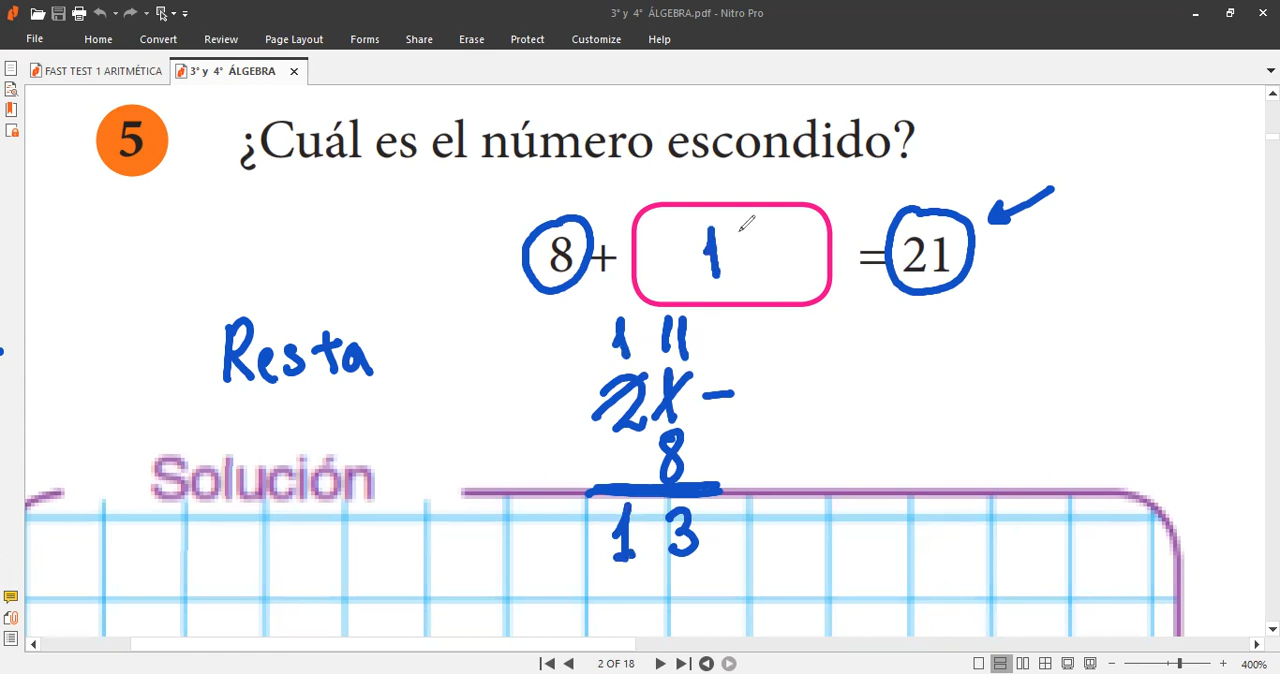 3° y 4° ÁLGEBRA.pdf - Nitro Pro
File Home Convert Review Page Layout Forms Share Erase Protect Customize Help
FAST TEST 1 ARITMÉTICA 3° y 4° ÁLGEBRA
5 ¿Cuál es el número escondido?
8 + 1 = 21
1 11
Resta
21 -
8
Solución
1 3
2 OF 18
400%